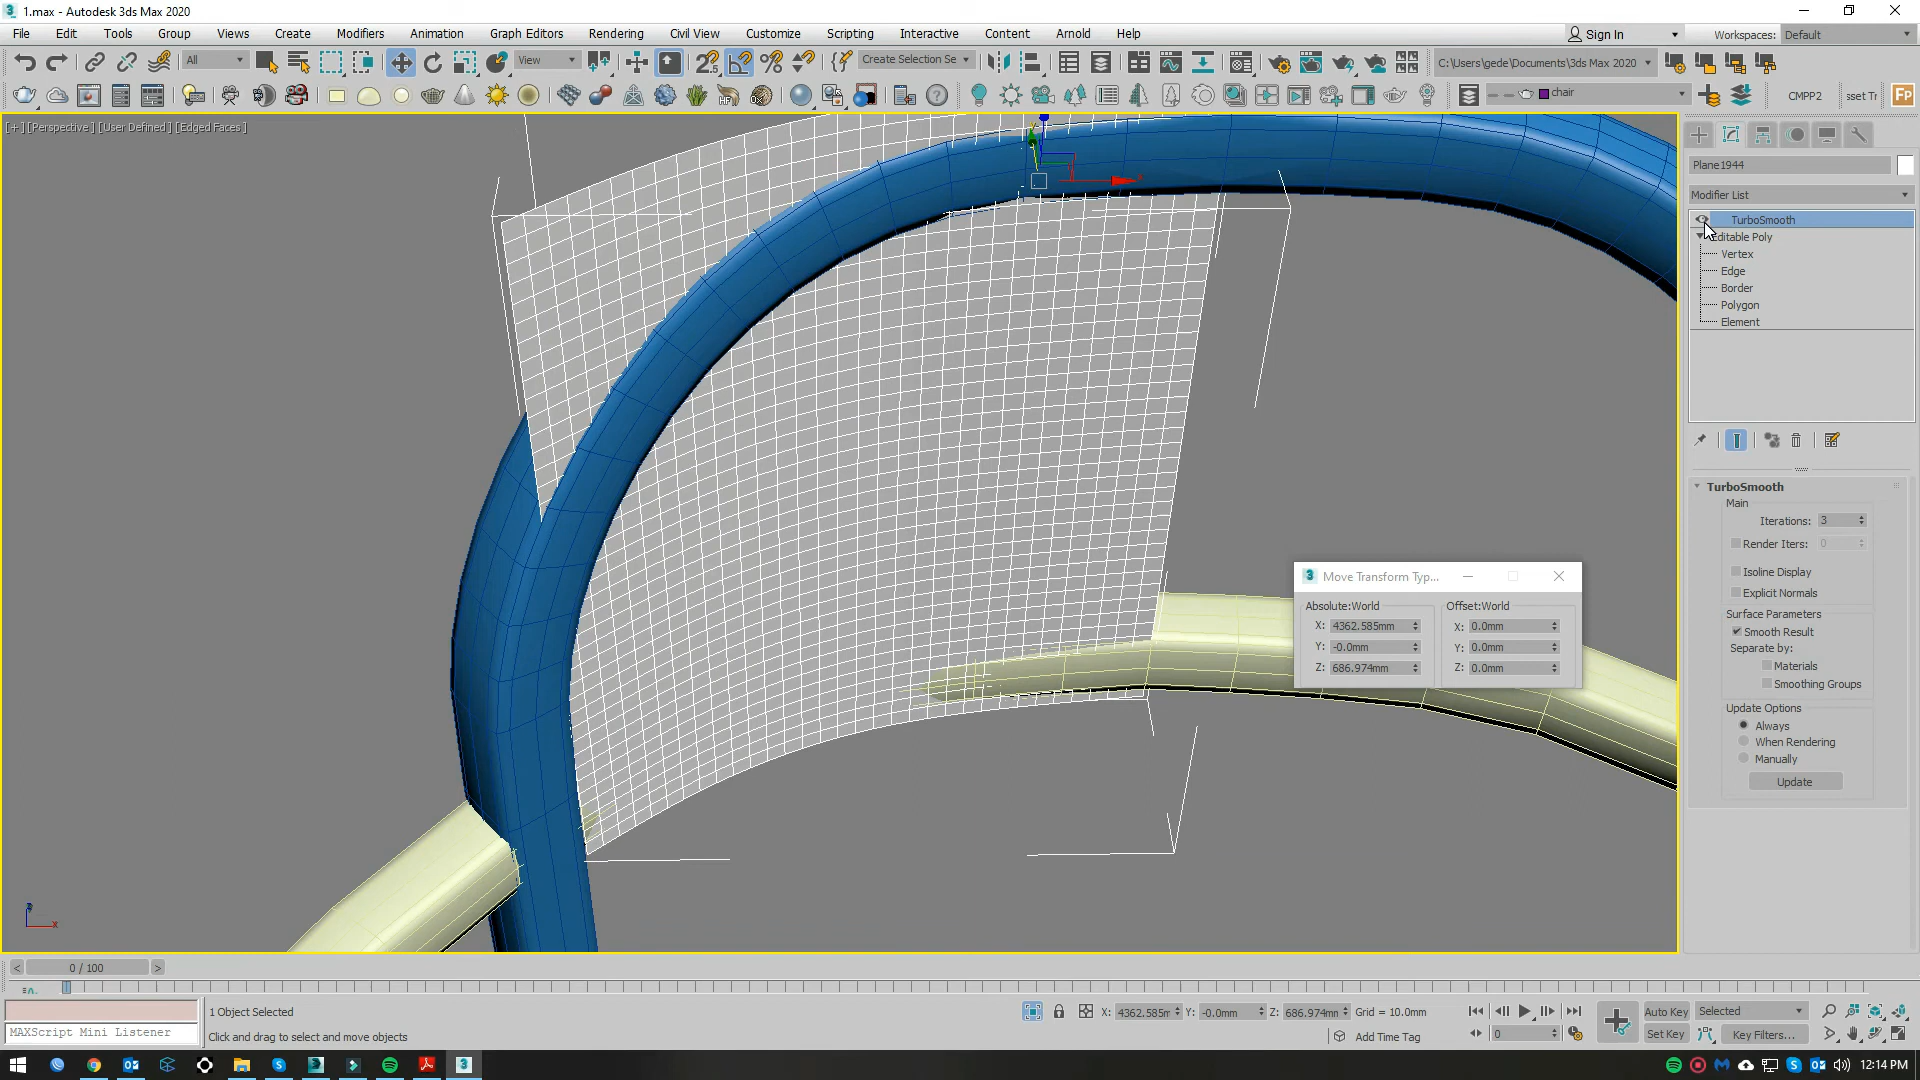 1.max - Autodesk 3ds Max 2020
File Edit Tools Group Views Create Modifiers Animation Graph Editors Rendering Civil View Customize Scripting Interactive Content Arnold Help Sign In Workspaces: Default
All View Create Selection Se C:\Users\gede\Documents\3ds Max 2020
chair CMPP2 sset Tr Fp
[+] [Perspective] [User Defined] [Edged Faces]
Plane1944
Modifier List
TurboSmooth
Editable Poly
Vertex
Edge
Border
Polygon
Element
TurboSmooth
Main
Iterations: 3
Render Iters: 0
Isoline Display
Explicit Normals
Surface Parameters
Smooth Result
Separate by:
Materials
Smoothing Groups
Update Options
Always
When Rendering
Manually
Update
Move Transform Typ...
Absolute:World Offset:World
X: 4362.585mm X: 0.0mm
Y: -0.0mm Y: 0.0mm
Z: 686.974mm Z: 0.0mm
< 0 / 100 >
1 Object Selected X: 4362.585m Y: -0.0mm Z: 686.974mm Grid = 10.0mm Auto Key Selected
MAXScript Mini Listener Click and drag to select and move objects Add Time Tag 0 Set Key Key Filters...
12:14 PM